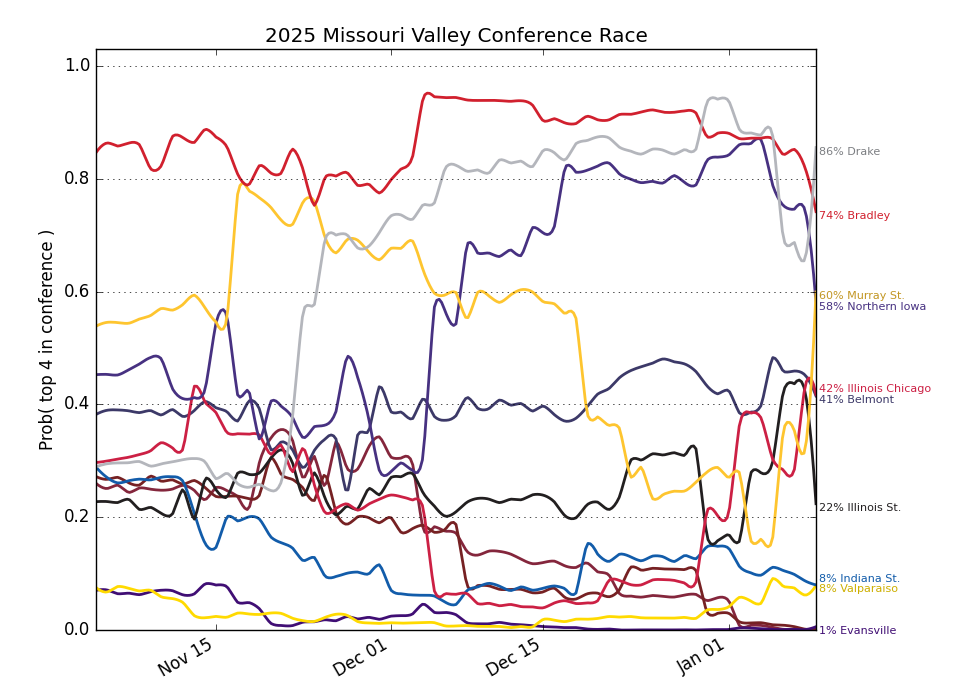 2025 Missouri Valley Conference Race
Prob( top 4 in conference )
1.0
0.8
0.6
0.4
0.2
0.0
Nov 15
Dec 01
Dec 15
Jan 01
86% Drake
74% Bradley
60% Murray St.
58% Northern Iowa
42% Illinois Chicago
41% Belmont
22% Illinois St.
8% Indiana St.
8% Valparaiso
1% Evansville